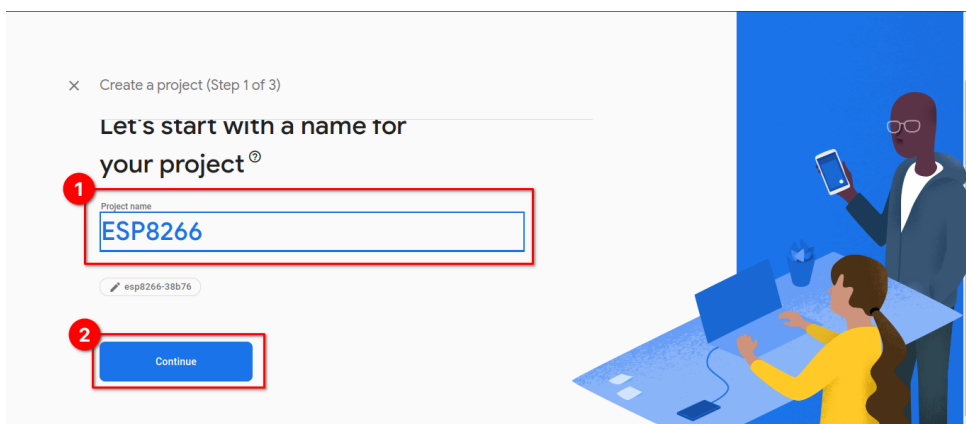 Create a project (Step 1 of 3)
Let's start with a name for
your project ?
1
Project name
ESP8266
esp8266-38b76
2
Continue